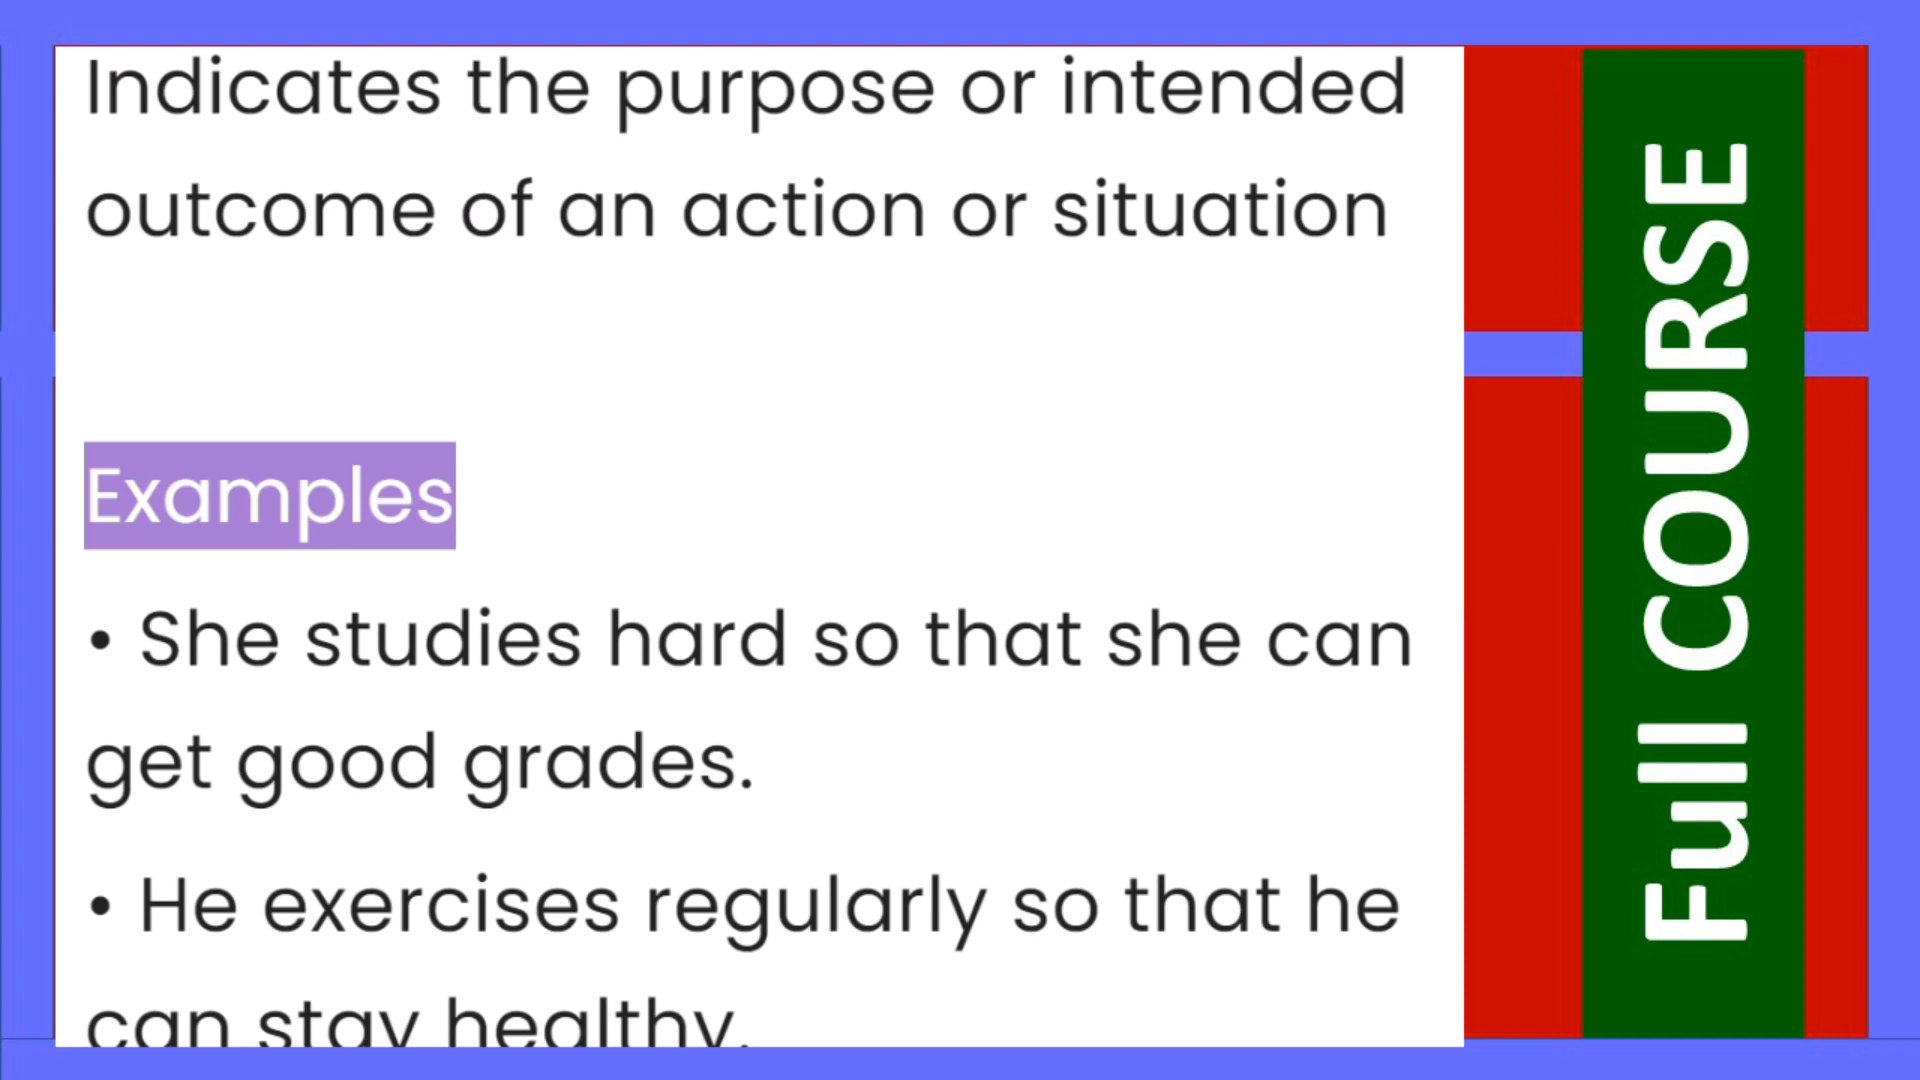 Indicates the purpose or intended
outcome of an action or situation
Examples
• She studies hard so that she can
get good grades.
• He exercises regularly so that he
can stay healthy.
Full COURSE